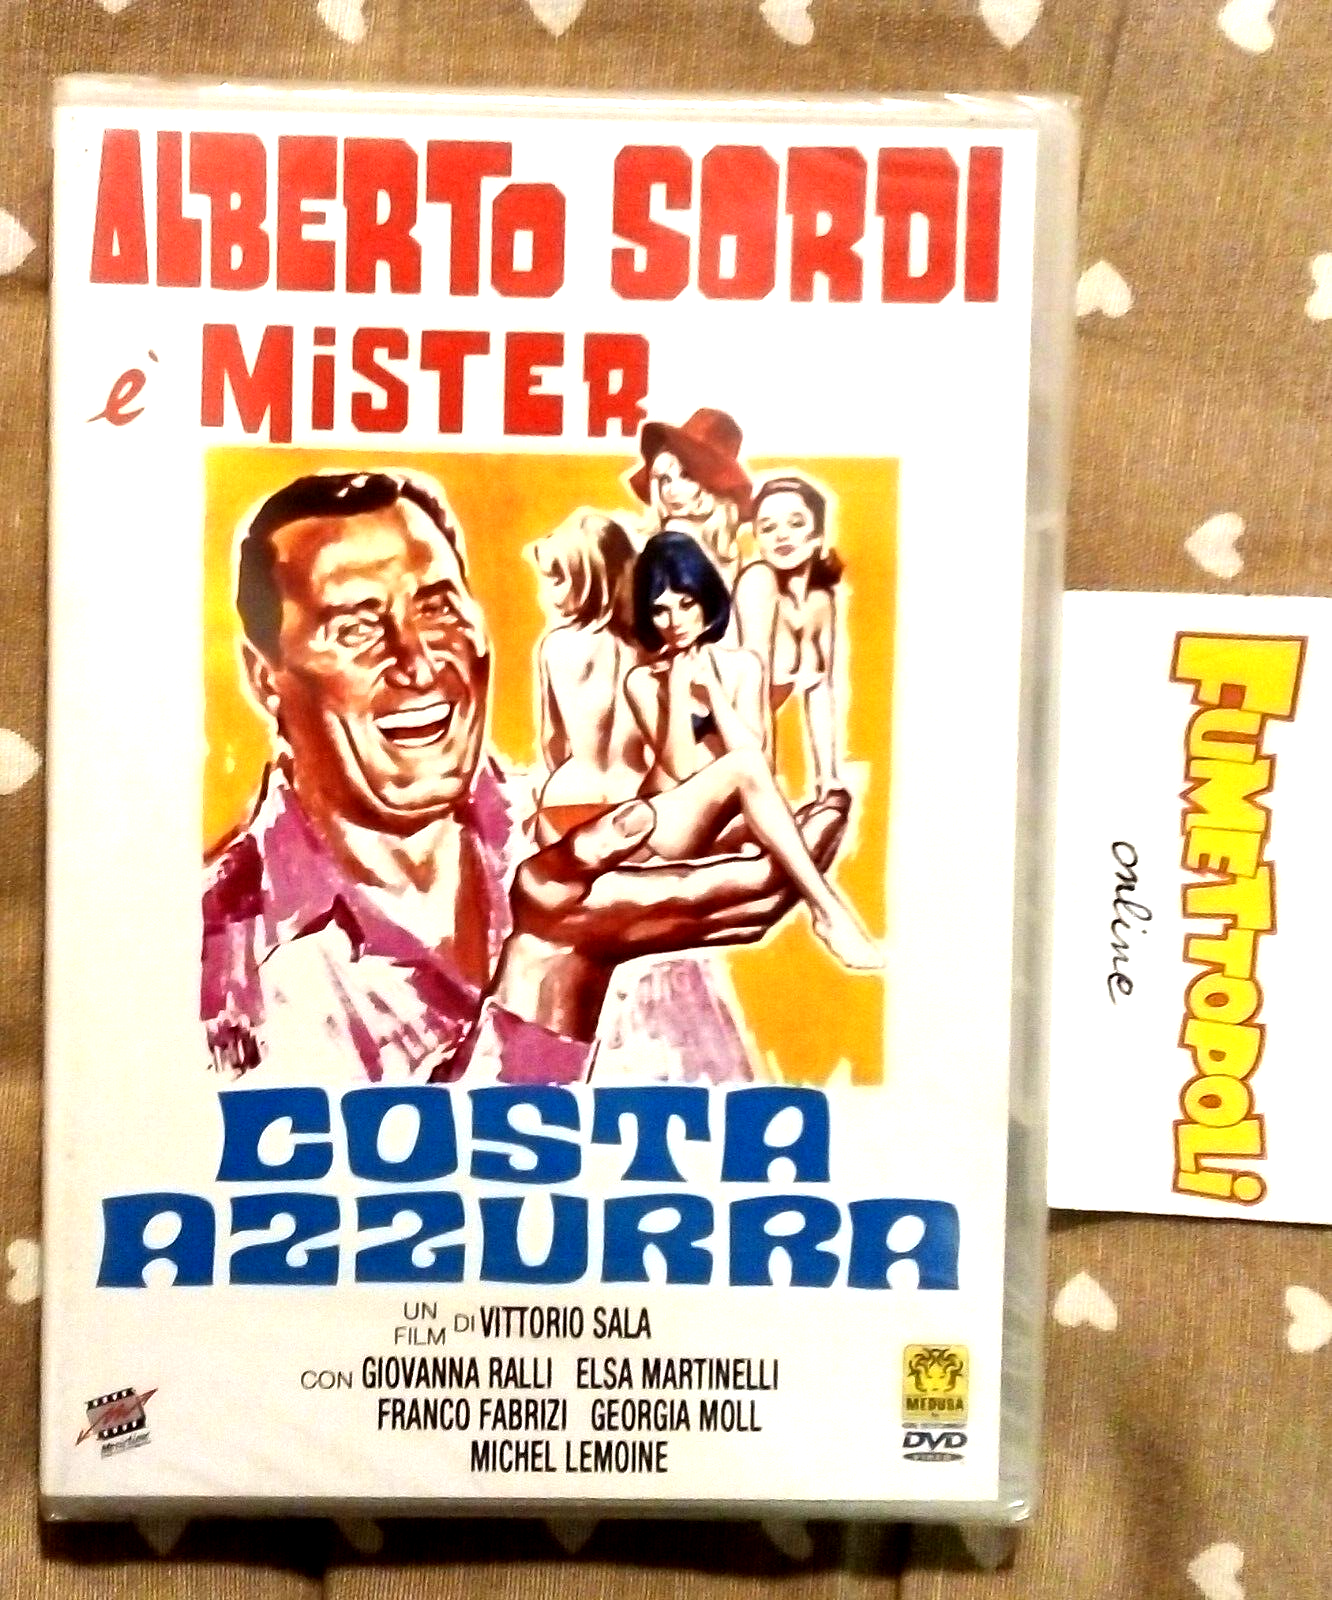 ALBERTO SORDI
è MiSTER
COSTA
AZZURRA
UN FILM DI VITTORIO SALA
CON GIOVANNA RALLI ELSA MARTINELLI
FRANCO FABRIZI GEORGIA MOLL
MICHEL LEMOINE
MEDUSA
DVD
VIDEO
FUMETTOPOLi
online